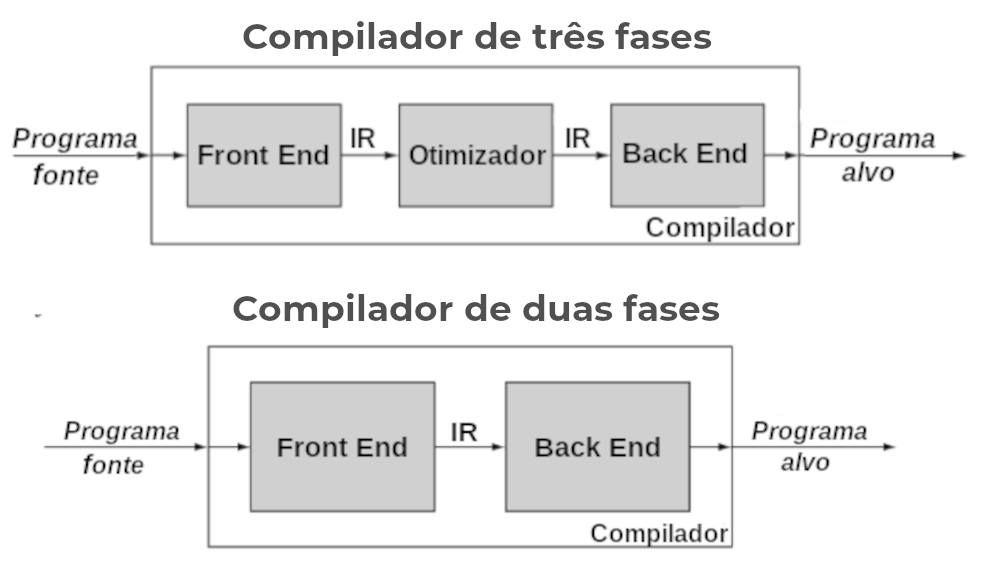 Compilador de três fases
Programa
fonte
Front End
IR
Otimizador
IR
Back End
Programa
alvo
Compilador
Compilador de duas fases
Programa
fonte
Front End
IR
Back End
Programa
alvo
Compilador